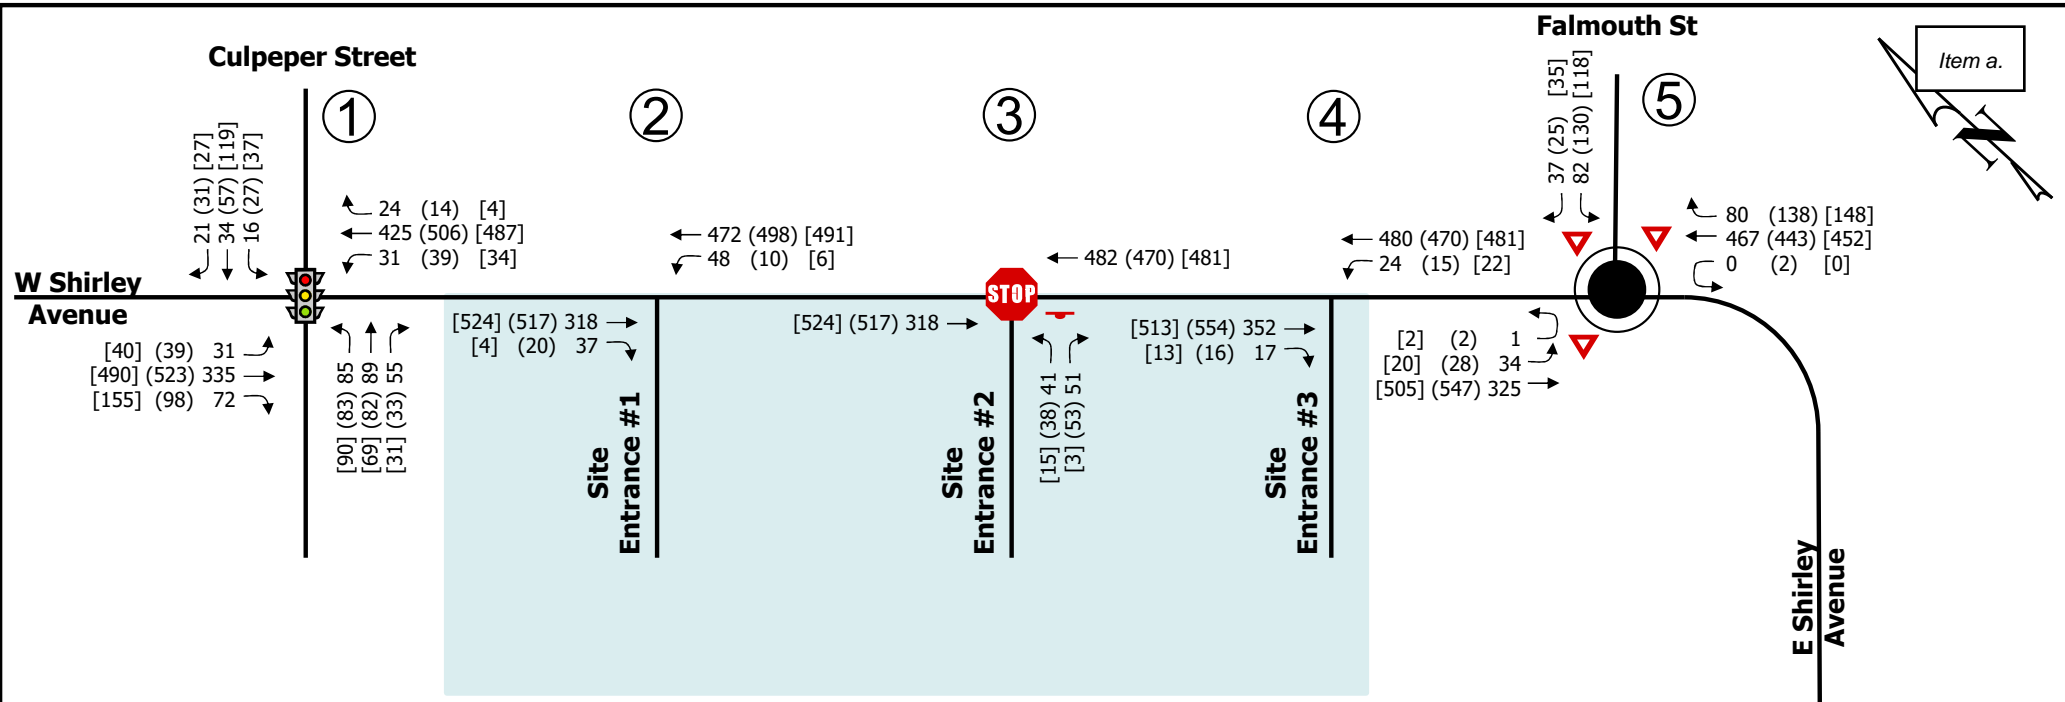 Falmouth St
Item a.
Culpeper Street
1
2
3
4
5
21 (31) [27]
34 (57) [119]
16 (27) [37]
24 (14) [4]
425 (506) [487]
31 (39) [34]
472 (498) [491]
48 (10) [6]
482 (470) [481]
480 (470) [481]
24 (15) [22]
37 (25) [35]
82 (130) [118]
80 (138) [148]
467 (443) [452]
0 (2) [0]
N
W Shirley
Avenue
STOP
[40] (39) 31
[490] (523) 335
[155] (98) 72
[90] (83) 85
[69] (82) 89
[31] (33) 55
[524] (517) 318
[4] (20) 37
[524] (517) 318
[15] (38) 41
[3] (53) 51
[513] (554) 352
[13] (16) 17
[2] (2) 1
[20] (28) 34
[505] (547) 325
Site
Entrance #1
Site
Entrance #2
Site
Entrance #3
E Shirley
Avenue